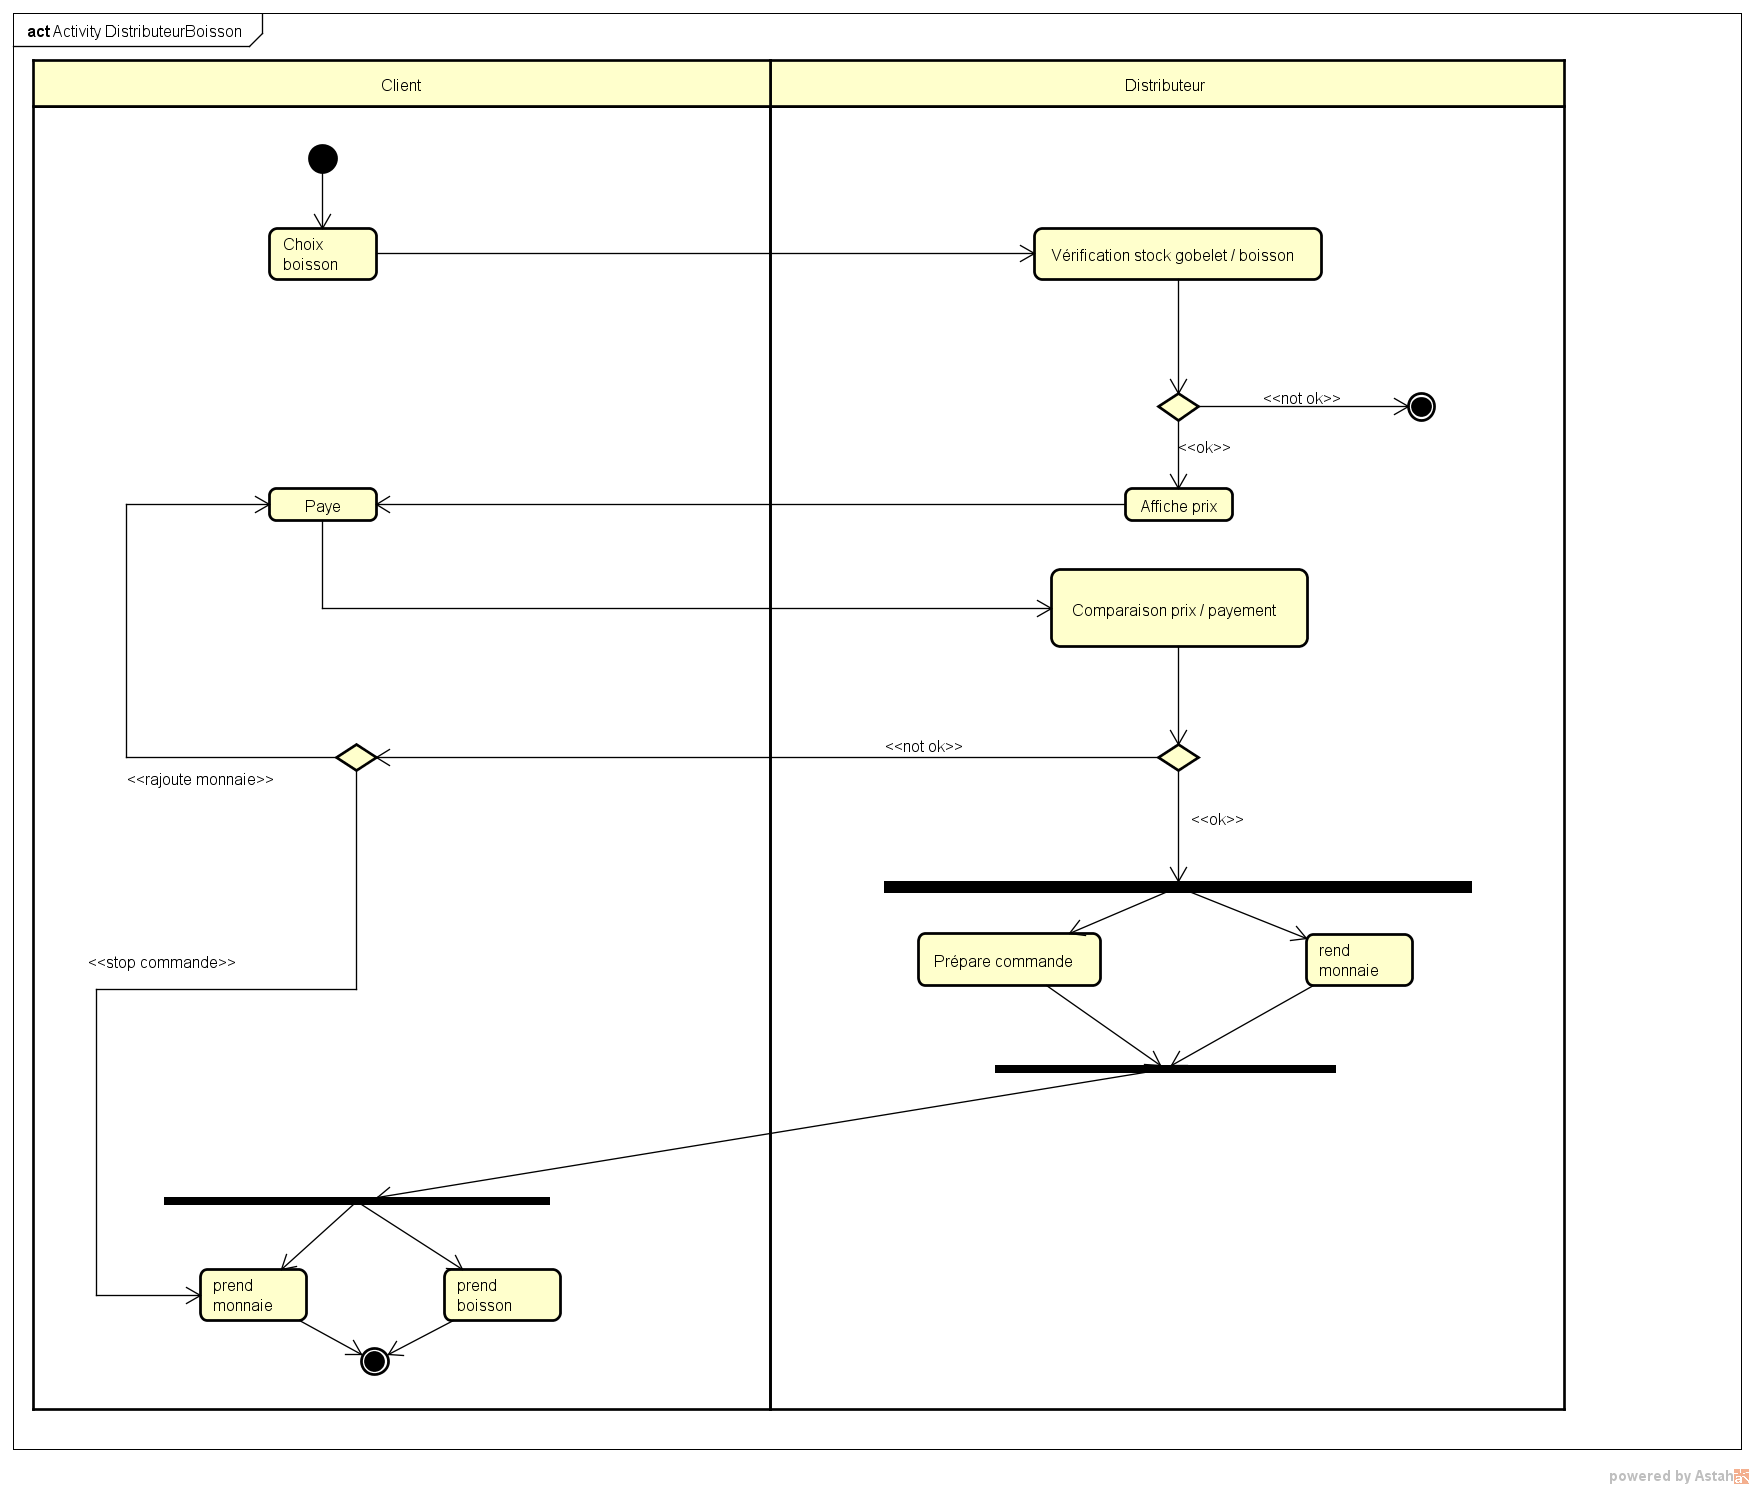 act Activity DistributeurBoisson
Client
Distributeur
Choix
boisson
Vérification stock gobelet / boisson
<<not ok>>
<<ok>>
Paye
Affiche prix
Comparaison prix / payement
<<not ok>>
<<rajoute monnaie>>
<<ok>>
<<stop commande>>
Prépare commande
rend
monnaie
prend
monnaie
prend
boisson
powered by Astah